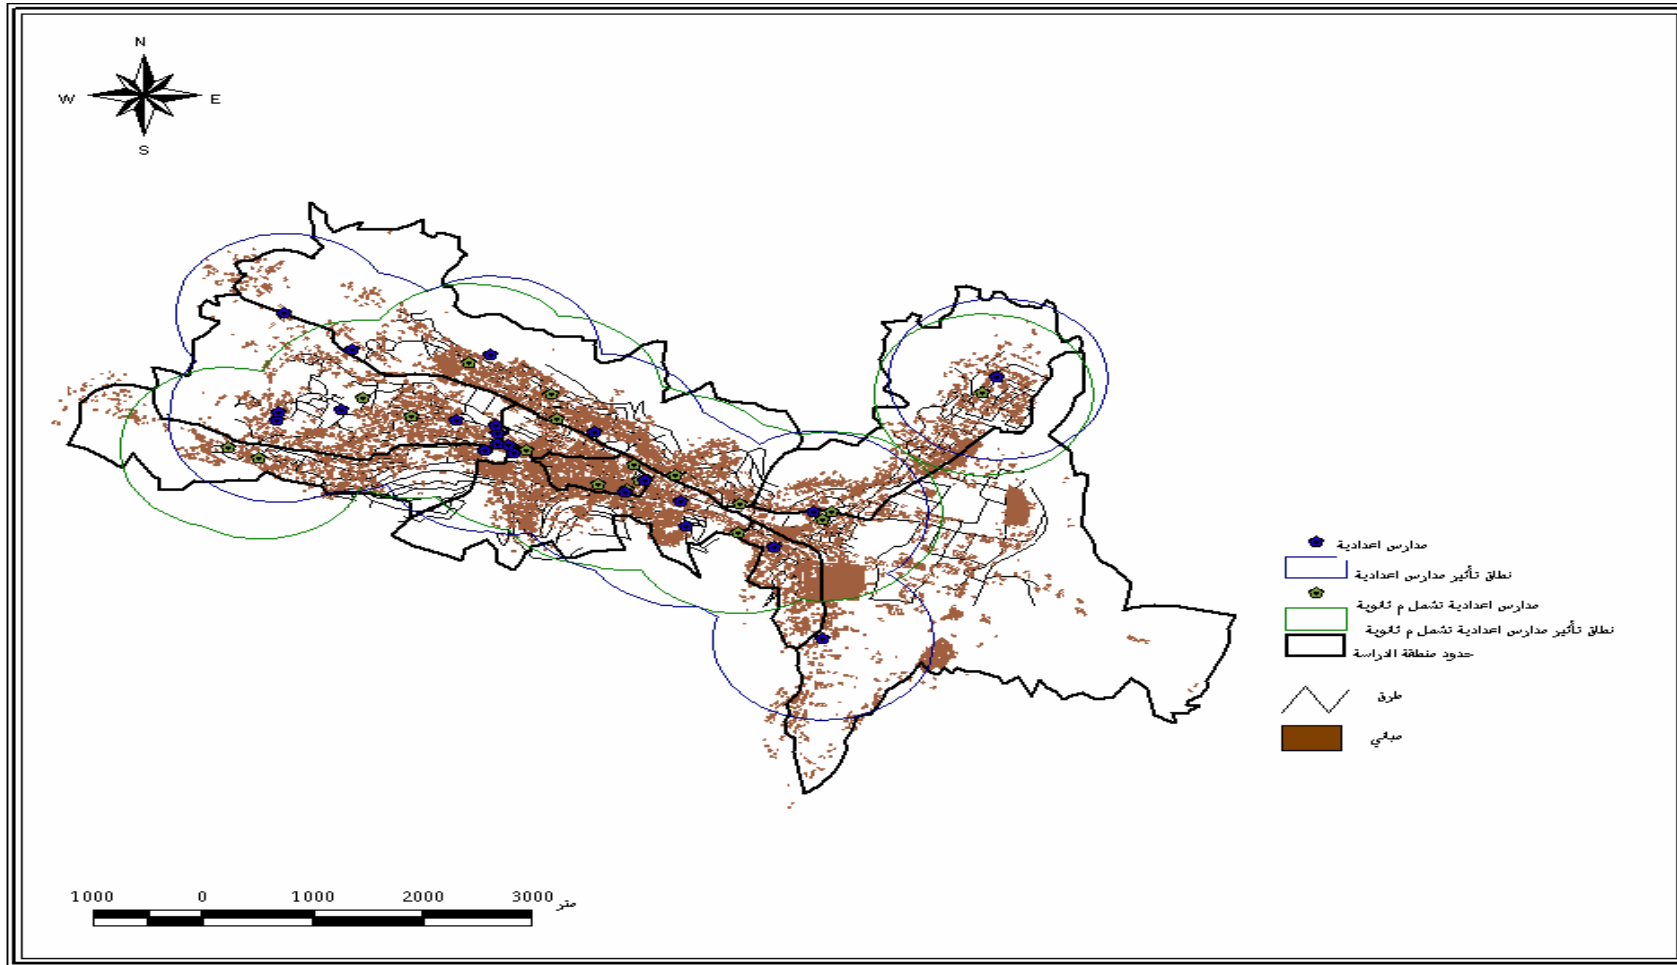 N
W E
S
مدارس اعدادية
نطاق تأثير مدارس اعدادية
مدارس اعدادية تشمل م ثانوية
نطاق تأثير مدارس اعدادية تشمل م ثانوية
حدود منطقة الدراسة
طرق
مباني
1000 0 1000 2000 3000 متر